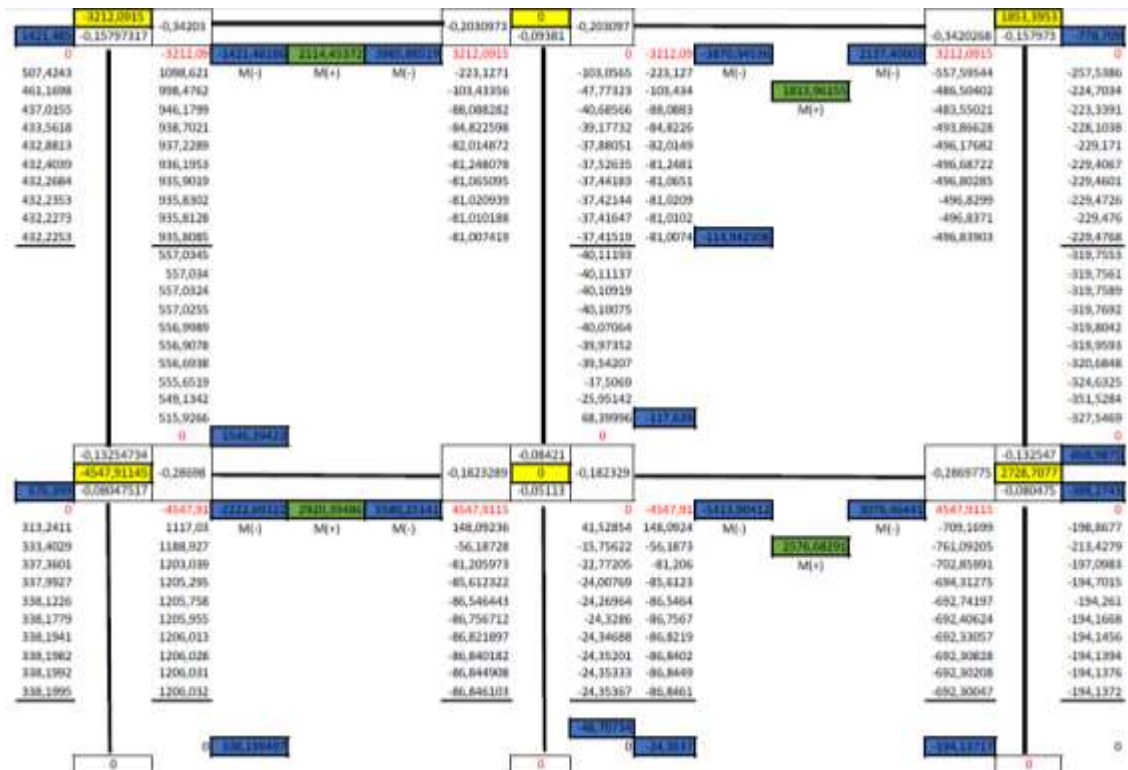 -3212,0915 0 1853,3953
-0,34203 -0,2030973 -0,203097 -0,3420268
-0,15797317 -0,09381 -0,157973 -778,709
0 -3212,09 2114,45372 3212,0915 0 -3212,09 3212,0915 0
507,4243 1098,621 M(-) M(+) M(-) -223,1271 -103,0565 -223,127 M(-) M(-) -557,59544 -257,5386
461,1698 998,4762 -103,43356 -47,77323 -103,434 1813,96155 -486,50402 -224,7034
437,0155 946,1799 -88,088282 -40,68566 -88,0883 M(+) -483,55021 -223,3391
433,5618 938,7021 -84,822598 -39,17732 -84,8226 -493,86628 -228,1038
432,8813 937,2289 -82,014872 -37,88051 -82,0149 -496,17682 -229,171
432,4039 936,1953 -81,248078 -37,52635 -81,2481 -496,68722 -229,4067
432,2684 935,9019 -81,065095 -37,44183 -81,0651 -496,80285 -229,4601
432,2353 935,8302 -81,020939 -37,42144 -81,0209 -496,8299 -229,4726
432,2273 935,8128 -81,010188 -37,41647 -81,0102 -496,8371 -229,476
432,2253 935,8085 -81,007419 -37,41519 -81,0074 -496,83903 -229,4768
557,0345 -40,11193 -319,7553
557,034 -40,11137 -319,7561
557,0324 -40,10919 -319,7589
557,0255 -40,10075 -319,7692
556,9989 -40,07064 -319,8042
556,9078 -39,97352 -319,9593
556,6938 -39,54207 -320,6848
555,6519 -37,5069 -324,6325
549,1342 -25,95142 -351,5284
515,9266 68,39996 -117,639 -327,5469
0 0 0
-0,13254734 -0,08421 -0,132547
-4547,91145 -0,28698 -0,1823289 0 -0,182329 -0,2869775 2728,7077
-0,08047517 -0,05113 -0,080475
0 -4547,91 4547,9115 0 -4547,91 4547,9115 0
313,2411 1117,03 M(-) M(+) M(-) 148,09236 41,52854 148,0924 M(-) M(-) -709,1699 -198,8677
333,4029 1188,927 -56,18728 -15,75622 -56,1873 2576,68291 -761,09205 -213,4279
337,3601 1203,039 -81,205973 -22,77205 -81,206 M(+) -702,85991 -197,0983
337,9927 1205,295 -85,612322 -24,00769 -85,6123 -694,31275 -194,7015
338,1226 1205,758 -86,546443 -24,26964 -86,5464 -692,74197 -194,261
338,1779 1205,955 -86,756712 -24,3286 -86,7567 -692,40624 -194,1668
338,1941 1206,013 -86,821897 -24,34688 -86,8219 -692,33057 -194,1456
338,1982 1206,028 -86,840182 -24,35201 -86,8402 -692,30828 -194,1394
338,1992 1206,031 -86,844908 -24,35333 -86,8449 -692,30208 -194,1376
338,1995 1206,032 -86,846103 -24,35367 -86,8461 -692,30047 -194,1372
-48,70734
0 0 0
0 0 0